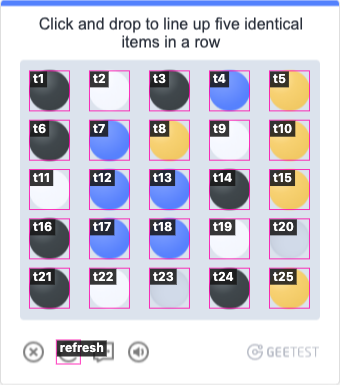 Click and drop to line up five identical
items in a row
t1 t2 t3 t4 t5
t6 t7 t8 t9 t10
t11 t12 t13 t14 t15
t16 t17 t18 t19 t20
t21 t22 t23 t24 t25
refresh
GEETEST